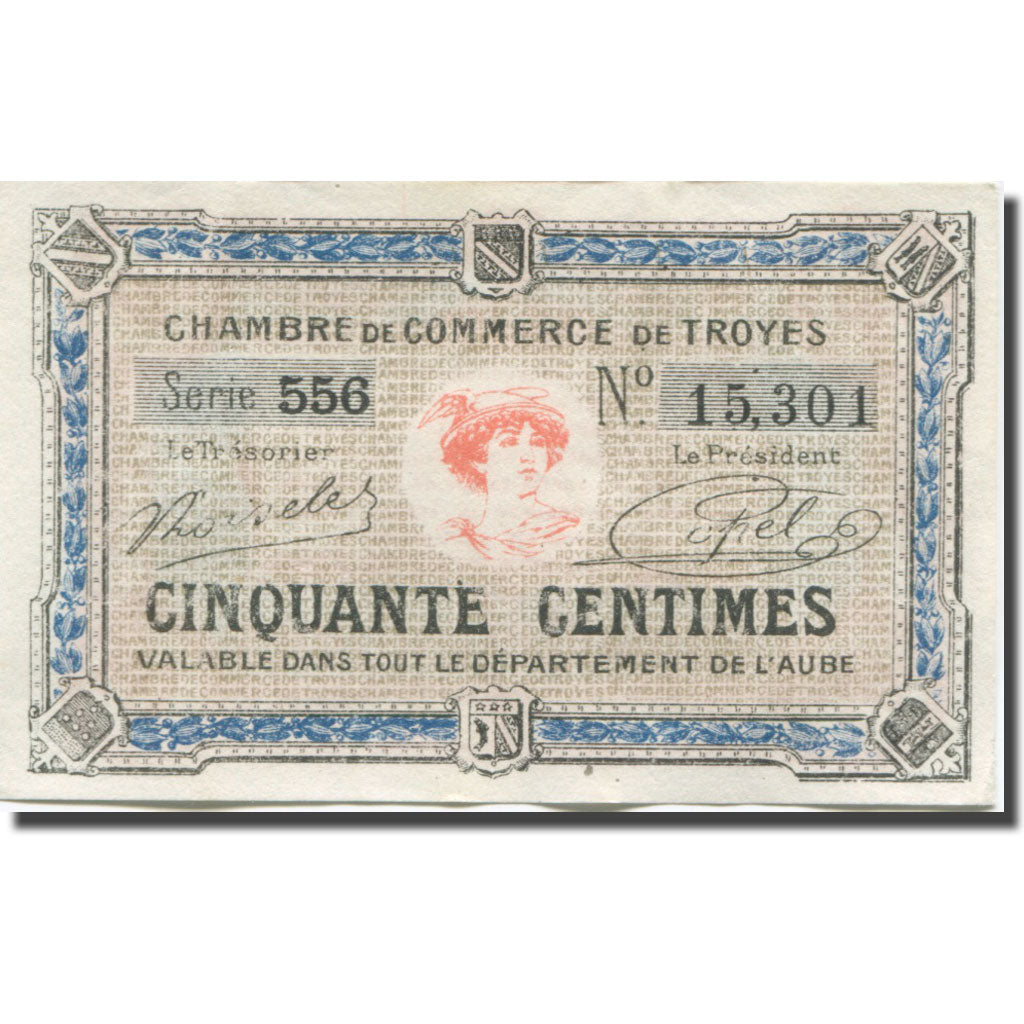 CHAMBRE DE COMMERCE DE TROYES
Serie 556 Nº. 15,301
Le Trésorier Le Président
CINQUANTE CENTIMES
VALABLE DANS TOUT LE DÉPARTEMENT DE L'AUBE